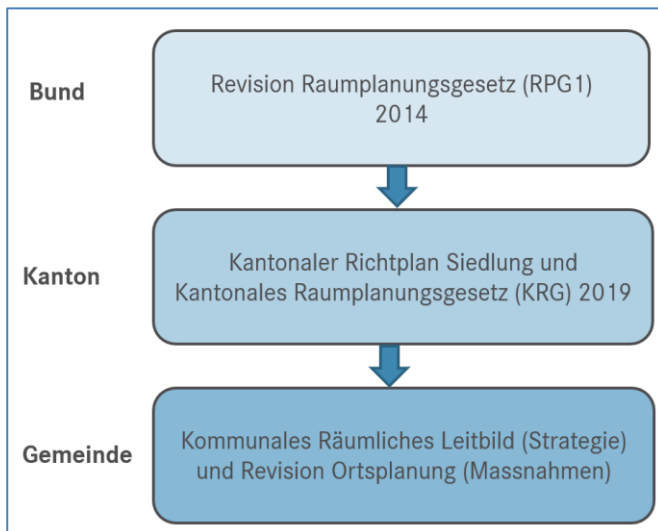 Bund
Revision Raumplanungsgesetz (RPG1)
2014
Kanton
Kantonaler Richtplan Siedlung und
Kantonales Raumplanungsgesetz (KRG) 2019
Gemeinde
Kommunales Räumliches Leitbild (Strategie)
und Revision Ortsplanung (Massnahmen)